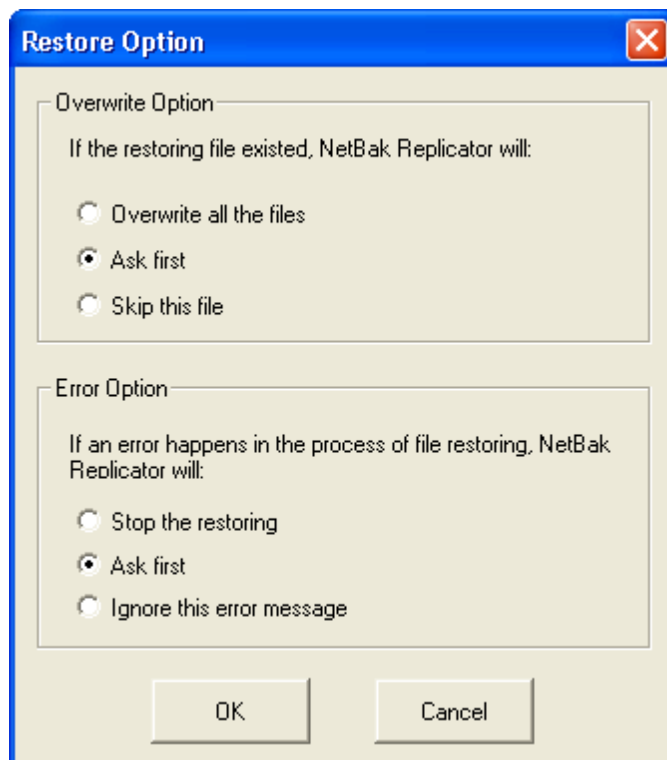 Restore Option
Overwrite Option
If the restoring file existed, NetBak Replicator will:
Overwrite all the files
Ask first
Skip this file
Error Option
If an error happens in the process of file restoring, NetBak
Replicator will:
Stop the restoring
Ask first
Ignore this error message
OK
Cancel